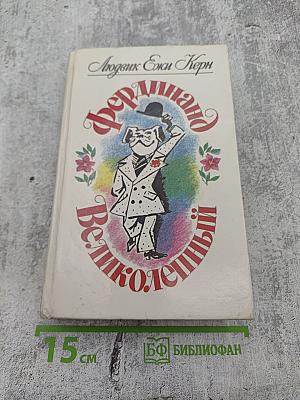 Людвик Ежи Керн
Фердинанд
Великолепный
15 см
БФ БИБЛИОФАН